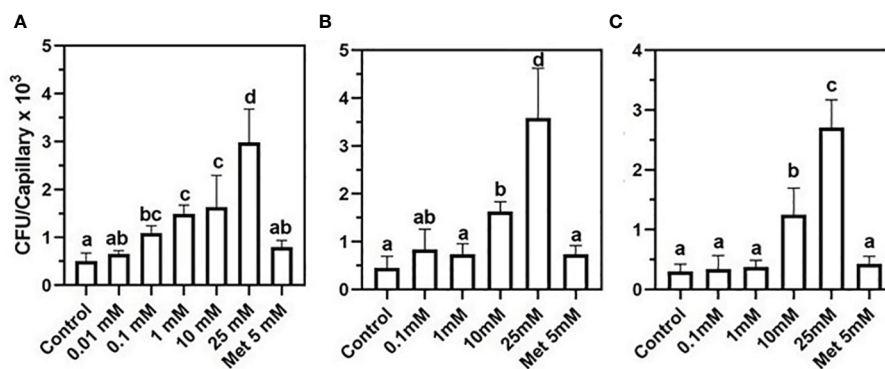 A
CFU/Capillary x 10³
5
4
3
2
1
0
a
ab
bc
c
c
d
ab
Control
0.01 mM
0.1 mM
1 mM
10 mM
25 mM
Met 5 mM
B
5
4
3
2
1
0
a
ab
a
b
d
a
Control
0.1mM
1mM
10mM
25mM
Met 5mM
C
4
3
2
1
0
a
a
a
b
c
a
Control
0.1mM
1mM
10mM
25mM
Met 5mM